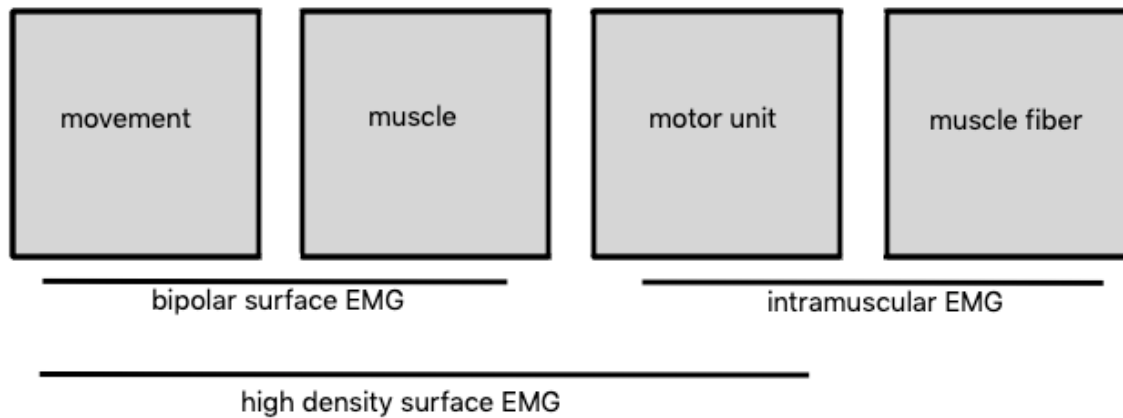 movement
muscle
motor unit
muscle fiber
bipolar surface EMG
intramuscular EMG
high density surface EMG